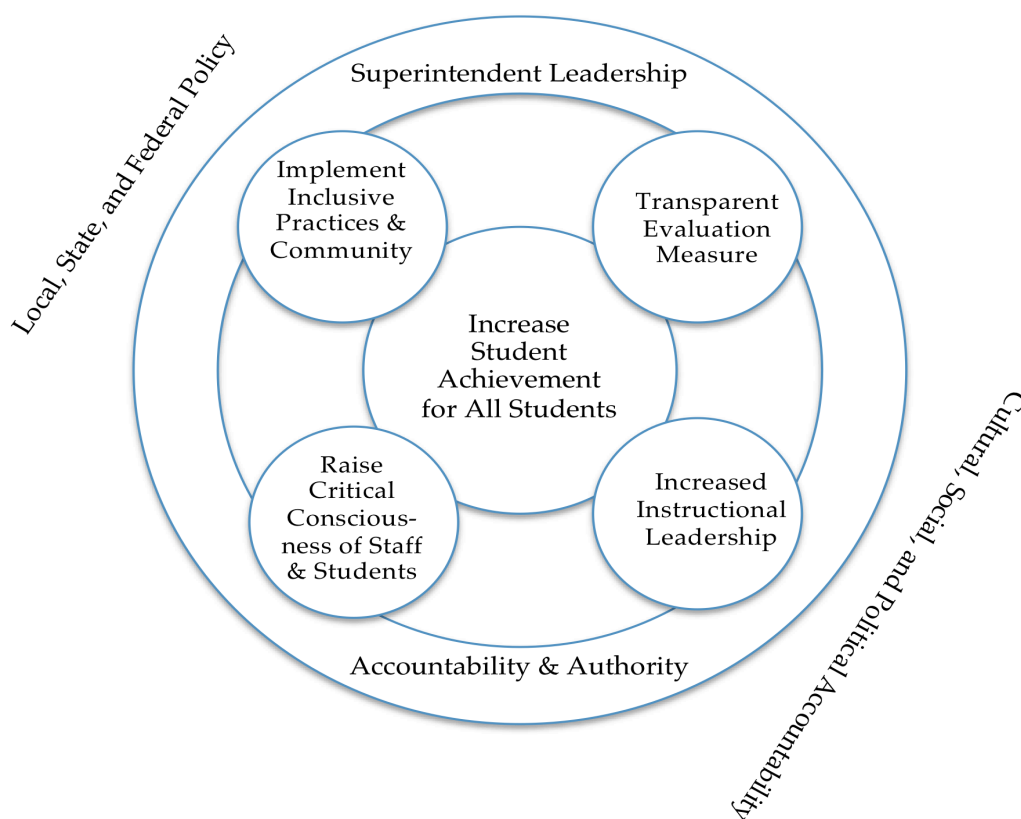 Local, State, and Federal Policy
Superintendent Leadership
Implement
Inclusive
Practices &
Community
Transparent
Evaluation
Measure
Increase
Student
Achievement
for All Students
Raise
Critical
Conscious-
ness of Staff
& Students
Increased
Instructional
Leadership
Accountability & Authority
Cultural, Social, and Political Accountability